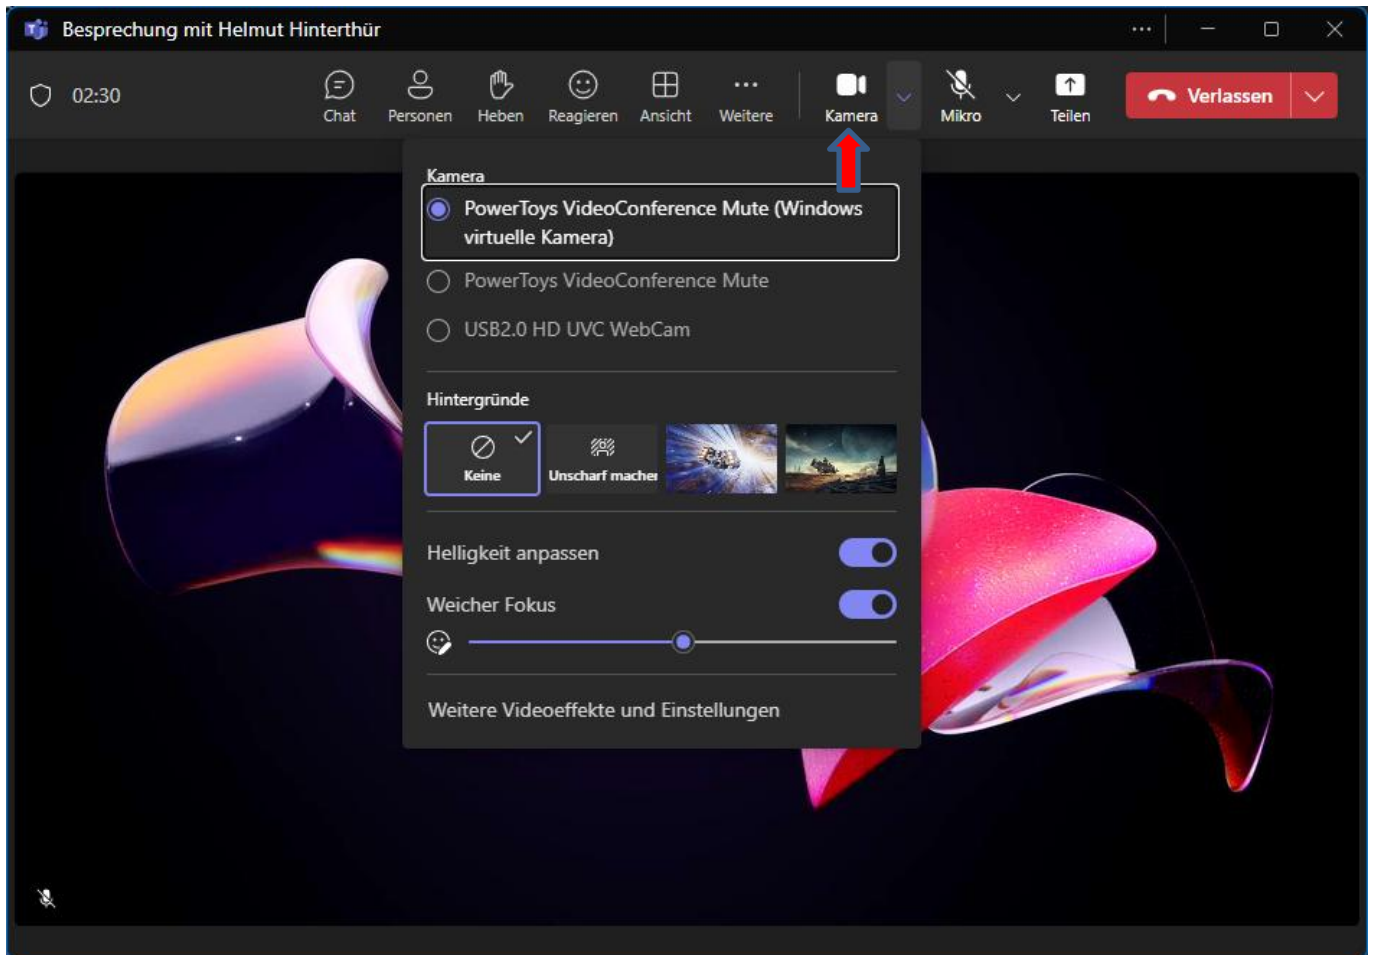 Besprechung mit Helmut Hinterthür
02:30
Chat Personen Heben Reagieren Ansicht Weitere Kamera Mikro Teilen Verlassen
Kamera
PowerToys VideoConference Mute (Windows
virtuelle Kamera)
PowerToys VideoConference Mute
USB2.0 HD UVC WebCam
Hintergründe
Keine Unscharf macher
Helligkeit anpassen
Weicher Fokus
Weitere Videoeffekte und Einstellungen